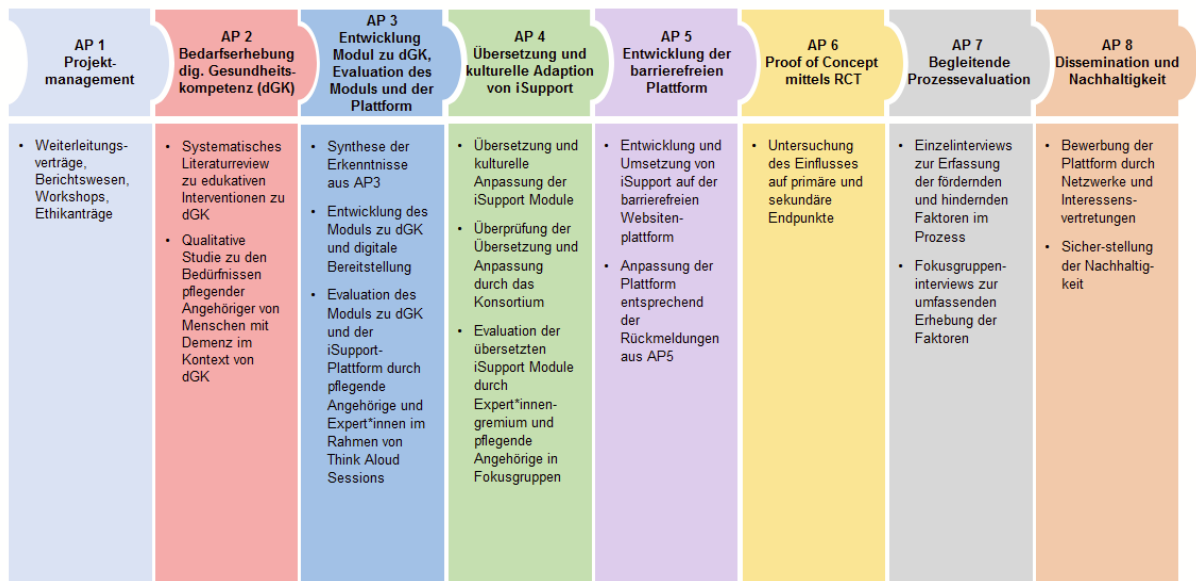 AP 1
Projekt-
management
AP 2
Bedarfserhebung
dig. Gesundheits-
kompetenz (dGK)
AP 3
Entwicklung
Modul zu dGK,
Evaluation des
Moduls und der
Plattform
AP 4
Übersetzung und
kulturelle Adaption
von iSupport
AP 5
Entwicklung der
barrierefreien
Plattform
AP 6
Proof of Concept
mittels RCT
AP 7
Begleitende
Prozessevaluation
AP 8
Dissemination und
Nachhaltigkeit
• Weiterleitungs-
verträge,
Berichtswesen,
Workshops,
Ethikanträge
• Systematisches
Literaturreview
zu edukativen
Interventionen zu
dGK
• Qualitative
Studie zu den
Bedürfnissen
pflegender
Angehöriger von
Menschen mit
Demenz im
Kontext von
dGK
• Synthese der
Erkenntnisse
aus AP3
• Entwicklung des
Moduls zu dGK
und digitale
Bereitstellung
• Evaluation des
Moduls zu dGK
und der
iSupport-
Plattform durch
pflegende
Angehörige und
Expert*innen im
Rahmen von
Think Aloud
Sessions
• Übersetzung und
kulturelle
Anpassung der
iSupport Module
• Überprüfung der
Übersetzung und
Anpassung
durch das
Konsortium
• Evaluation der
übersetzten
iSupport Module
durch
Expert*innen-
gremium und
pflegende
Angehörige in
Fokusgruppen
• Entwicklung und
Umsetzung von
iSupport auf der
barrierefreien
Websiten-
plattform
• Anpassung der
Plattform
entsprechend
der
Rückmeldungen
aus AP5
• Untersuchung
des Einflusses
auf primäre und
sekundäre
Endpunkte
• Einzelinterviews
zur Erfassung
der fördernden
und hindernden
Faktoren im
Prozess
• Fokusgruppen-
interviews zur
umfassenden
Erhebung der
Faktoren
• Bewerbung der
Plattform durch
Netzwerke und
Interessens-
vertretungen
• Sicher-stellung
der Nachhaltig-
keit